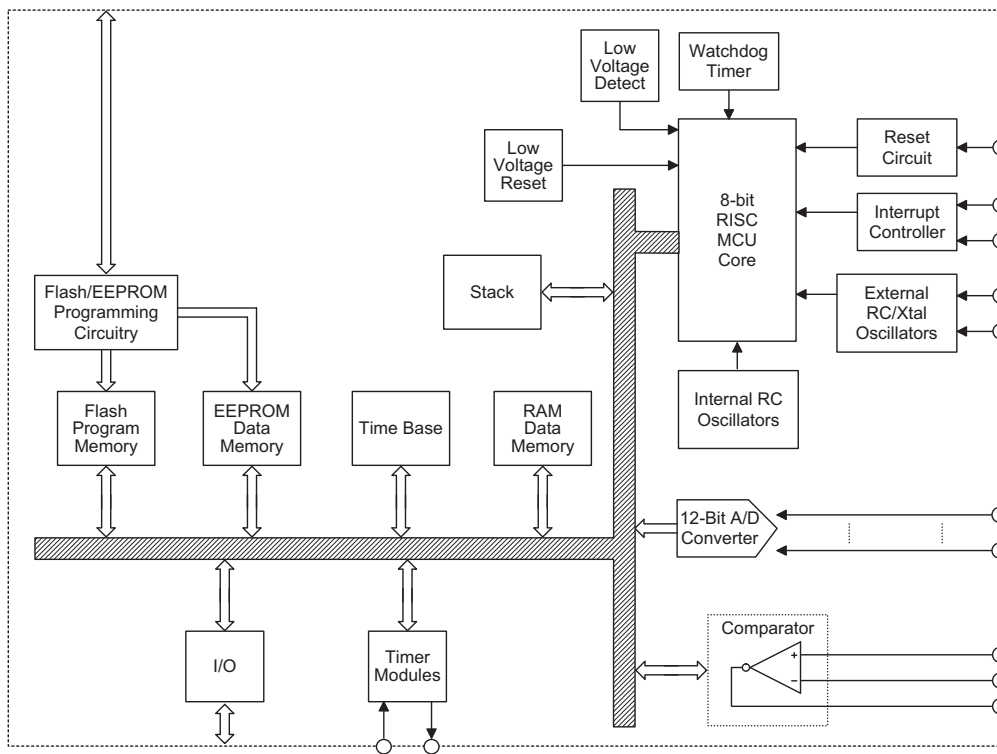 Low
Voltage
Detect
Watchdog
Timer
Low
Voltage
Reset
8-bit
RISC
MCU
Core
Reset
Circuit
Interrupt
Controller
External
RC/Xtal
Oscillators
Internal RC
Oscillators
Stack
Flash/EEPROM
Programming
Circuitry
Flash
Program
Memory
EEPROM
Data
Memory
Time Base
RAM
Data
Memory
12-Bit A/D
Converter
I/O
Timer
Modules
Comparator
+
−